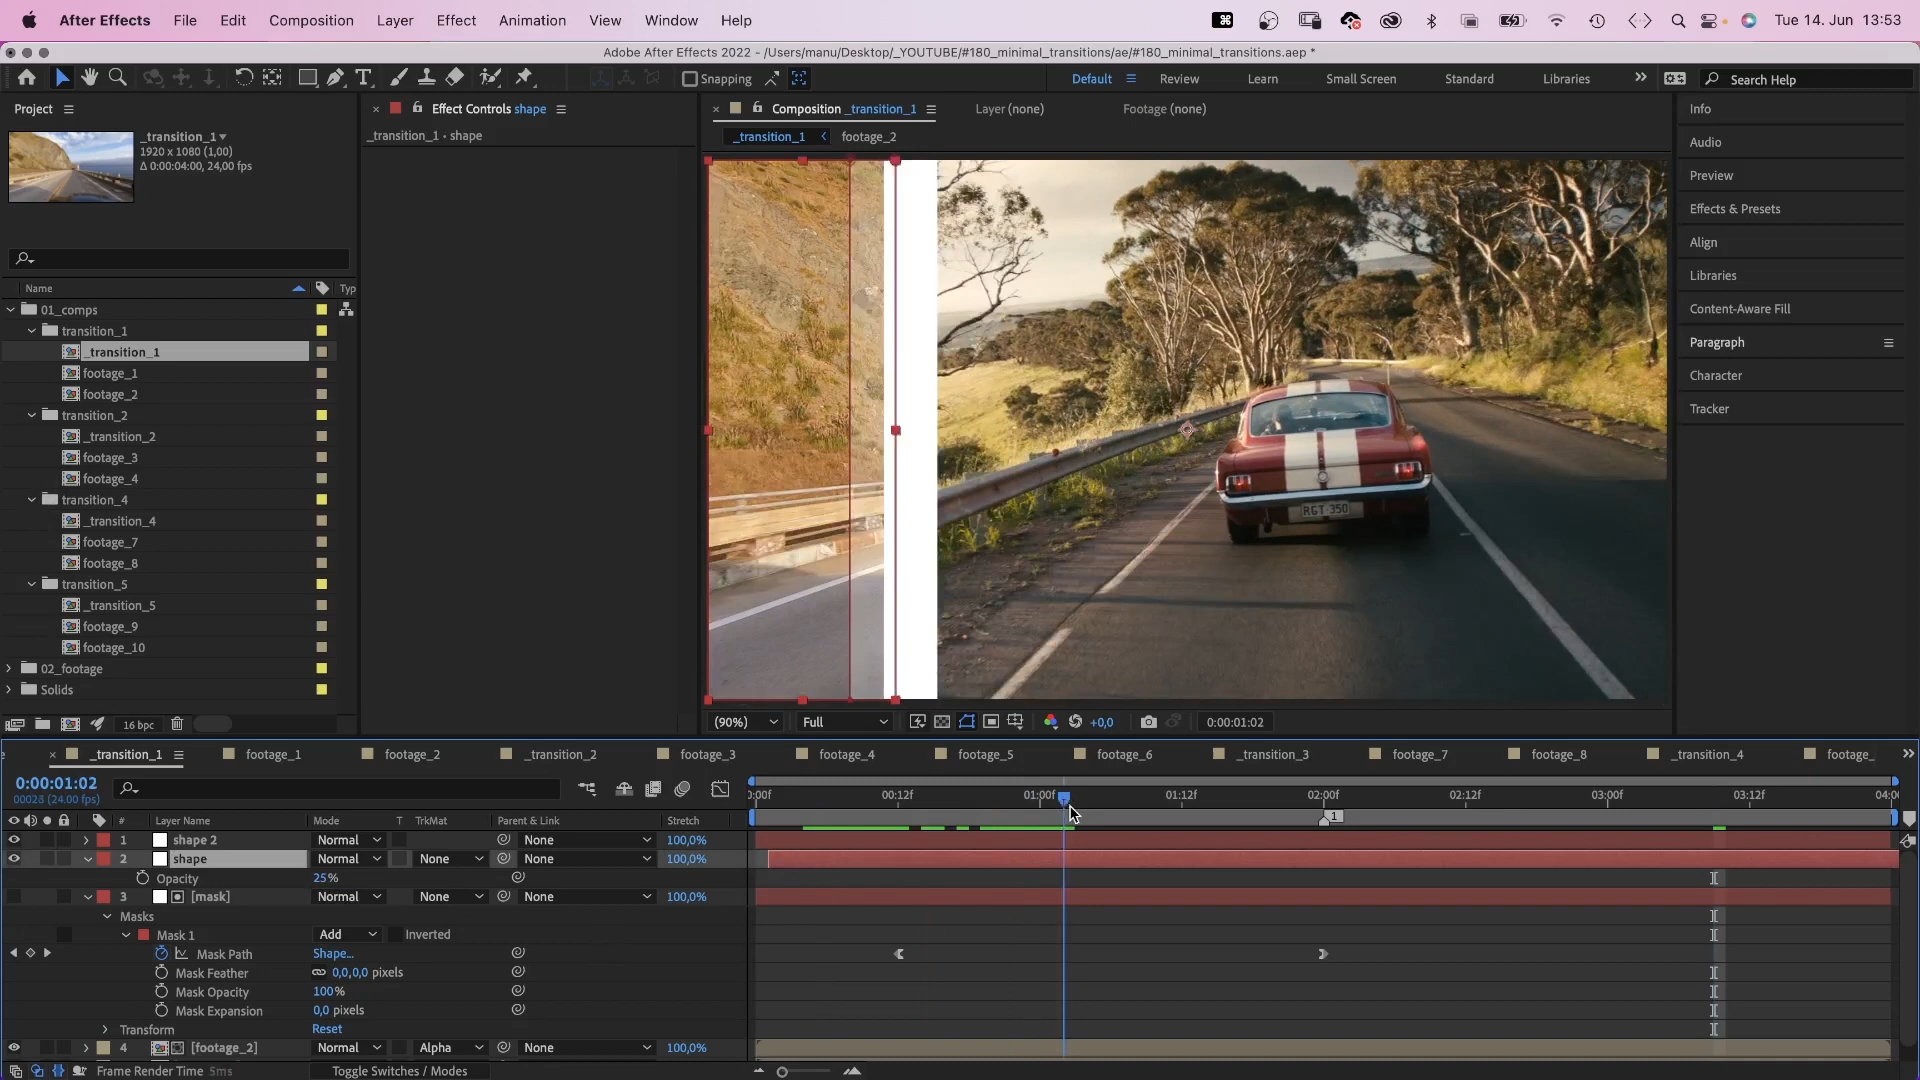 After Effects File Edit Composition Layer Effect Animation View Window Help Tue 14. Jun 13:53
Adobe After Effects 2022 - /Users/manu/Desktop/_YOUTUBE/#180_minimal_transitions/ae/#180_minimal_transitions.aep *
Snapping Default Review Learn Small Screen Standard Libraries Search Help
Project Effect Controls shape Composition _transition_1 Layer (none) Footage (none) Info
_transition_1 _transition_1 • shape _transition_1 footage_2
1920 x 1080 (1,00)
Δ 0:00:04:00, 24,00 fps
Audio
Preview
Effects & Presets
Align
Libraries
Content-Aware Fill
Paragraph
Character
Tracker
RGT·350
Name Typ
01_comps
transition_1
_transition_1
footage_1
footage_2
transition_2
_transition_2
footage_3
footage_4
transition_4
_transition_4
footage_7
footage_8
transition_5
_transition_5
footage_9
footage_10
02_footage
Solids
16 bpc (90%) Full +0,0 0:00:01:02
_transition_1 footage_1 footage_2 _transition_2 footage_3 footage_4 footage_5 footage_6 _transition_3 footage_7 footage_8 _transition_4 footage_
0:00:01:02
00026 (24.00 fps)
:00f 00:12f 01:00f 01:12f 02:00f 02:12f 03:00f 03:12f 04:0
# Layer Name Mode T TrkMat Parent & Link Stretch 1
1 shape 2 Normal None 100,0%
2 shape Normal None None 100,0%
Opacity 25%
3 [mask] Normal None None 100,0%
Masks
Mask 1 Add Inverted
Mask Path Shape...
Mask Feather 0,0,0,0 pixels
Mask Opacity 100%
Mask Expansion 0,0 pixels
Transform Reset
4 [footage_2] Normal Alpha None 100,0%
Frame Render Time 5ms Toggle Switches / Modes